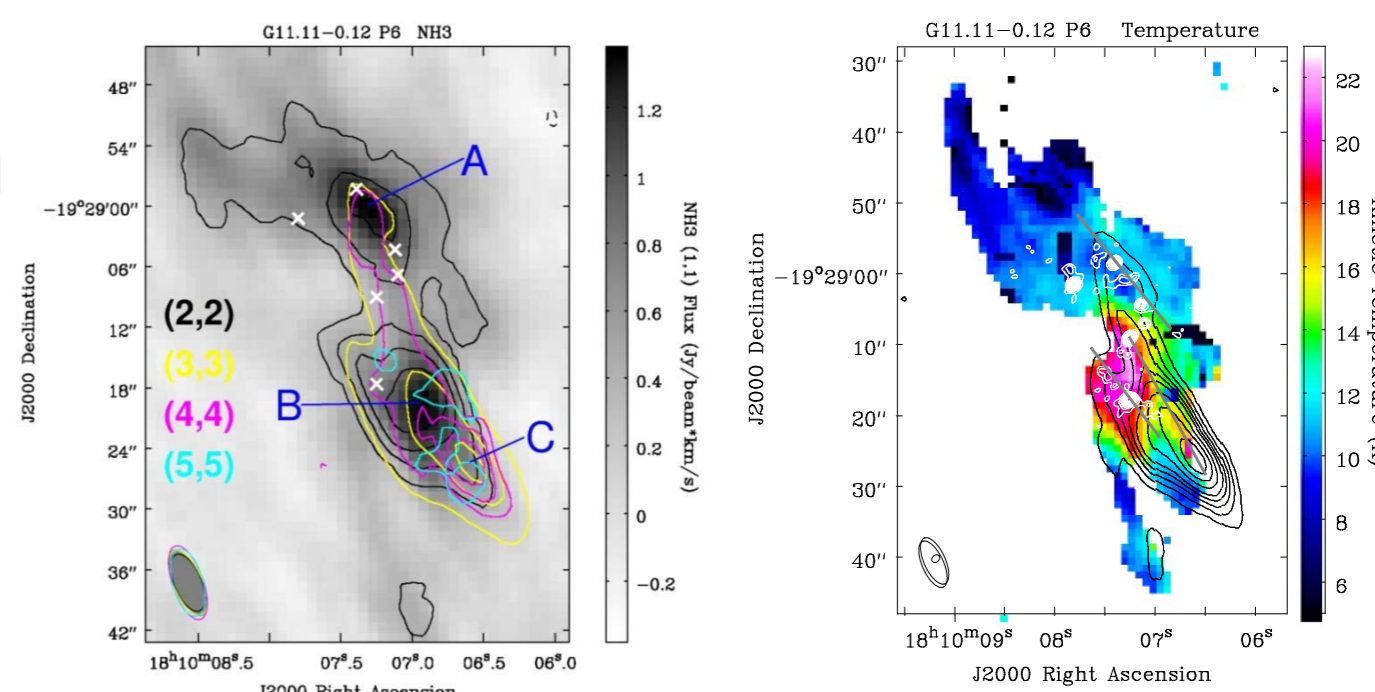 G11.11−0.12 P6 NH3
48″
54″
−19°29′00″
06″
12″
18″
24″
30″
36″
42″
J2000 Declination
A
B
C
(2,2)
(3,3)
(4,4)
(5,5)
18ʰ10ᵐ08ˢ.5
07ˢ.5
07ˢ.0
06ˢ.5
06ˢ.0
J2000 Right Ascension
1.2
1
0.8
0.6
0.4
0.2
0
−0.2
NH3 (1,1) Flux (Jy/beam*km/s)
G11.11−0.12 P6 Temperature
30″
40″
50″
−19°29′00″
10″
20″
30″
40″
J2000 Declination
18ʰ10ᵐ09ˢ
08ˢ
07ˢ
06ˢ
J2000 Right Ascension
22
20
18
16
14
12
10
8
6